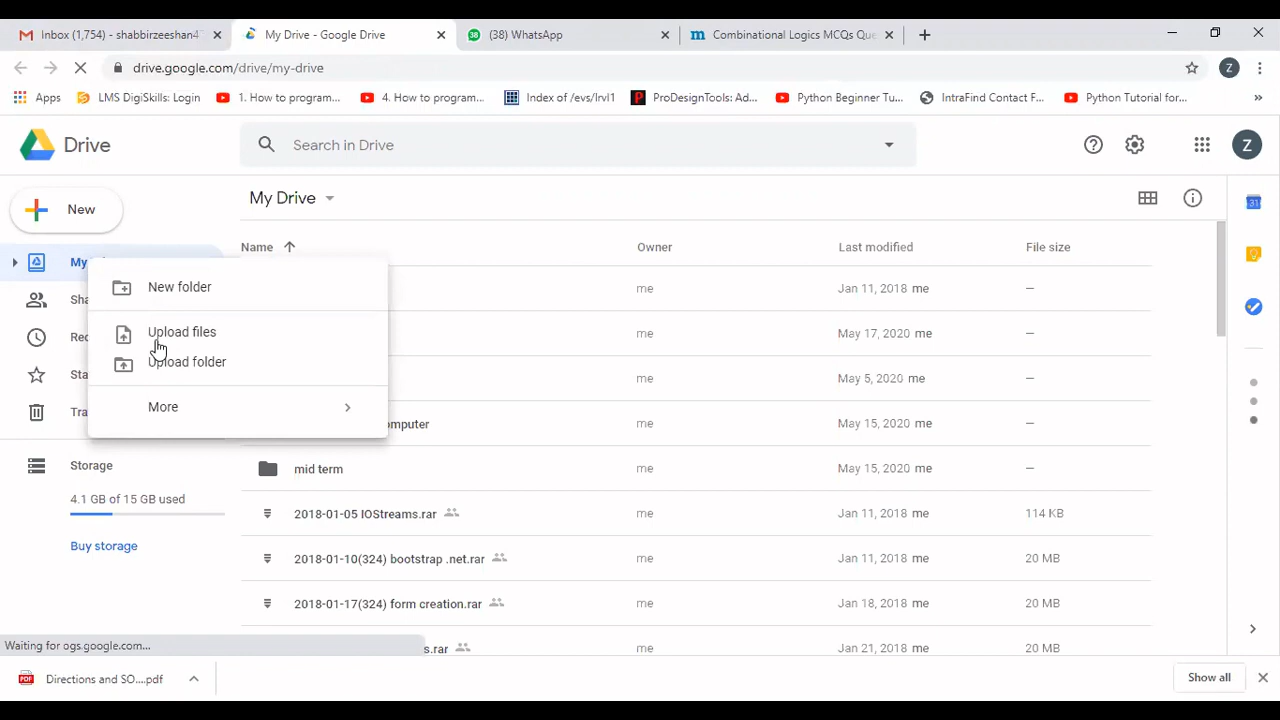 Inbox (1,754) - shabbirzeeshan4
My Drive - Google Drive
(38) WhatsApp
Combinational Logics MCQs Que
drive.google.com/drive/my-drive
Z
Apps
LMS DigiSkills: Login
1. How to program...
4. How to program...
Index of /evs/lrvl1
ProDesignTools: Ad...
Python Beginner Tu...
IntraFind Contact F...
Python Tutorial for...
»
Drive
Search in Drive
Z
New
My Drive
31
Name
Owner
Last modified
File size
My
New folder
me
Jan 11, 2018 me
—
Sha
Upload files
me
May 17, 2020 me
—
Rec
Upload folder
me
May 5, 2020 me
—
Sta
More
omputer
me
May 15, 2020 me
—
Tra
mid term
me
May 15, 2020 me
—
Storage
4.1 GB of 15 GB used
Buy storage
2018-01-05 IOStreams.rar
me
Jan 11, 2018 me
114 KB
2018-01-10(324) bootstrap .net.rar
me
Jan 11, 2018 me
20 MB
2018-01-17(324) form creation.rar
me
Jan 18, 2018 me
20 MB
s.rar
me
Jan 21, 2018 me
20 MB
Waiting for ogs.google.com...
Directions and SO....pdf
Show all